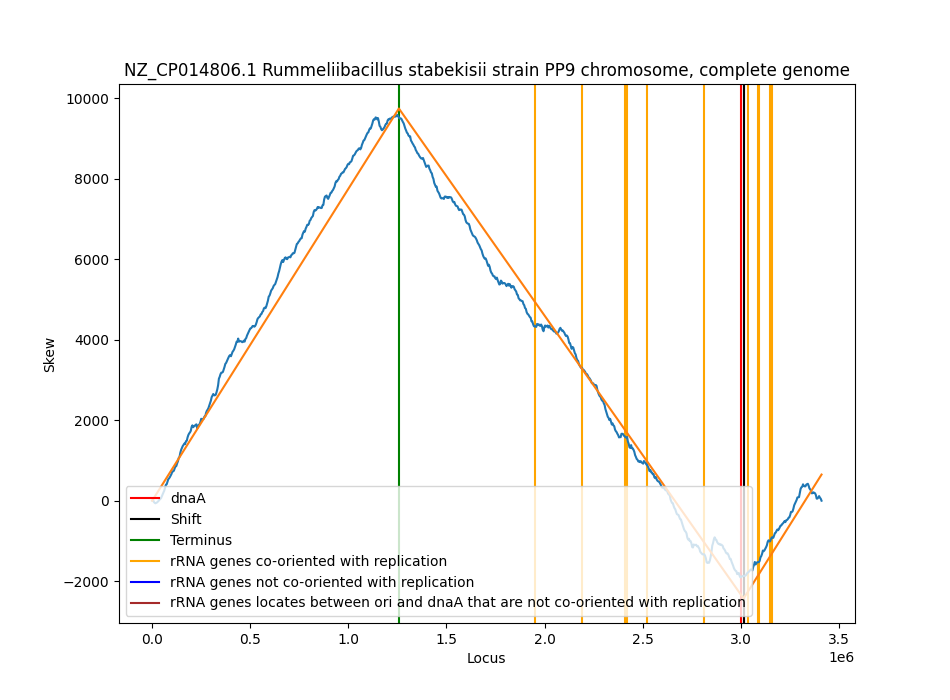 NZ_CP014806.1 Rummeliibacillus stabekisii strain PP9 chromosome, complete genome
10000
8000
6000
4000
2000
0
−2000
Skew
dnaA
Shift
Terminus
rRNA genes co-oriented with replication
rRNA genes not co-oriented with replication
rRNA genes locates between ori and dnaA that are not co-oriented with replication
0.0 0.5 1.0 1.5 2.0 2.5 3.0 3.5
1e6
Locus